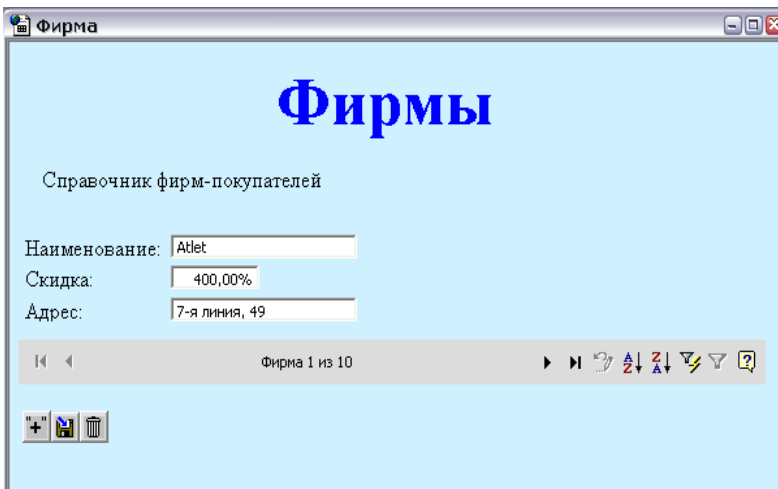 Фирма
Фирмы
Справочник фирм-покупателей
Наименование: Atlet
Скидка: 400,00%
Адрес: 7-я линия, 49
Фирма 1 из 10